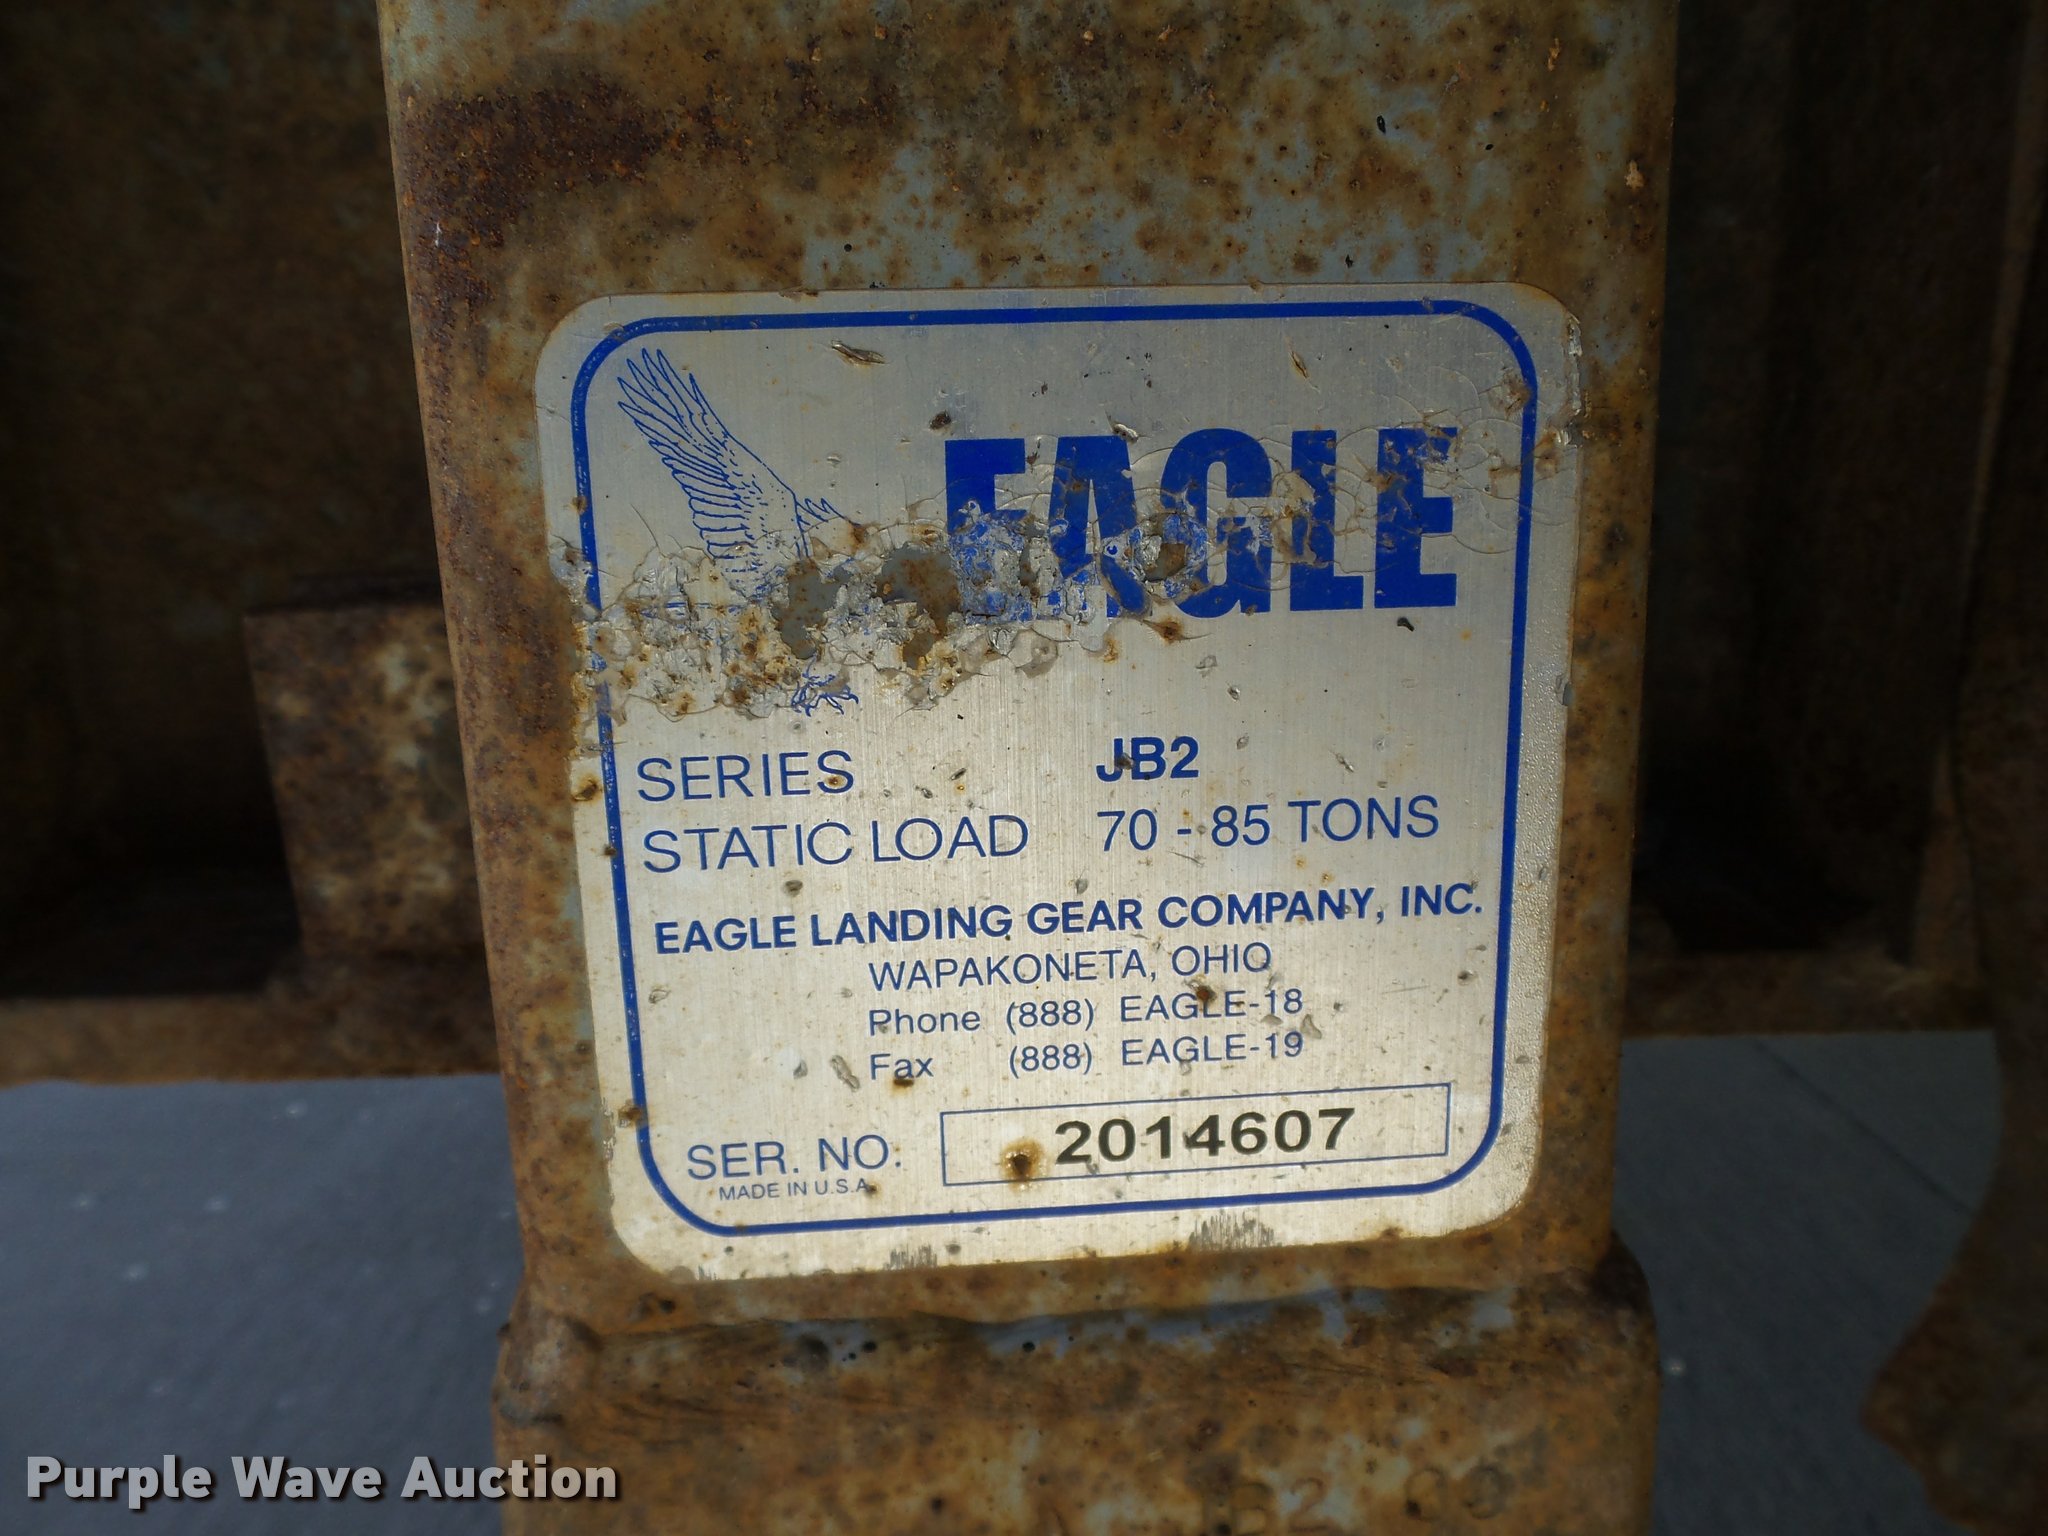 EAGLE
SERIES JB2
STATIC LOAD 70 - 85 TONS
EAGLE LANDING GEAR COMPANY, INC.
WAPAKONETA, OHIO
Phone (888) EAGLE-18
Fax (888) EAGLE-19
SER. NO. 2014607
MADE IN U.S.A.
Purple Wave Auction